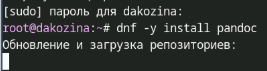 [sudo] пароль для dakozina:
root@dakozina:~# dnf -y install pandoc
Обновление и загрузка репозиториев: